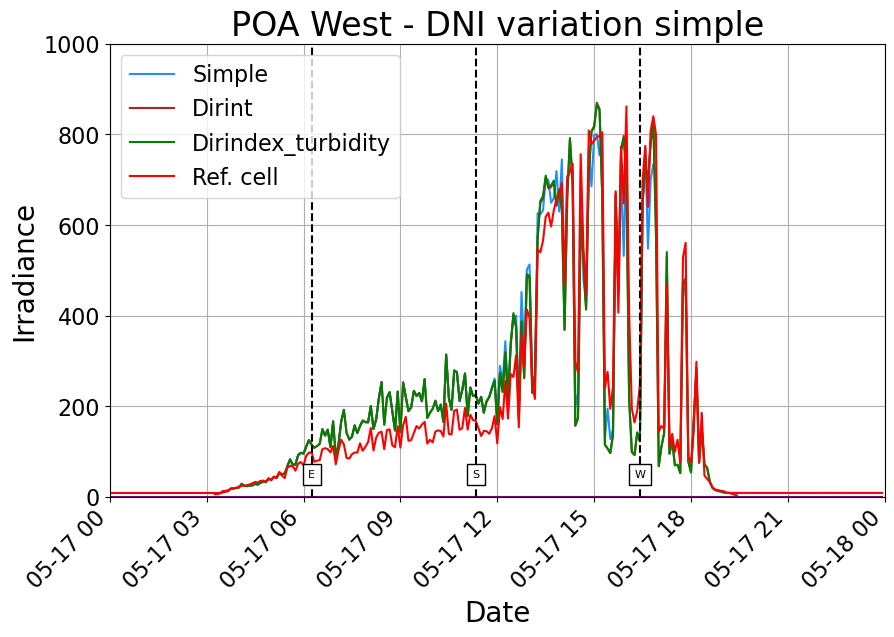 POA West - DNI variation simple
1000
800
600
400
200
0
Irradiance
Simple
Dirint
Dirindex_turbidity
Ref. cell
E
S
W
05-17 00
05-17 03
05-17 06
05-17 09
05-17 12
05-17 15
05-17 18
05-17 21
05-18 00
Date